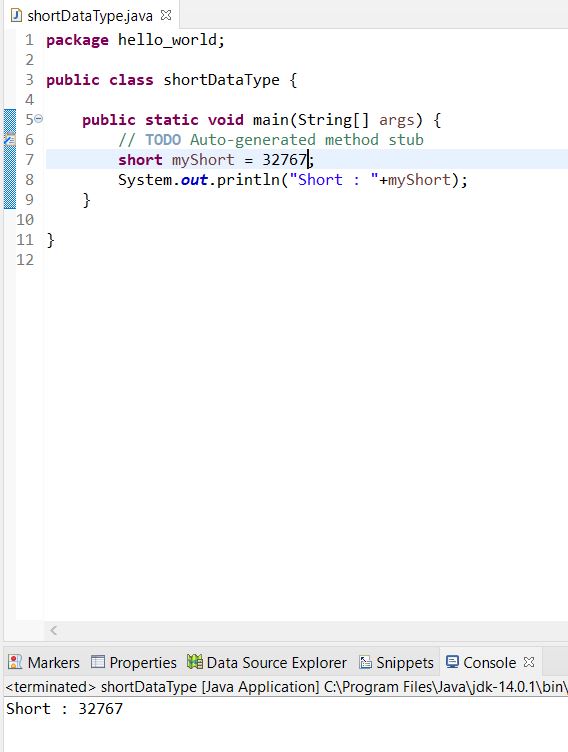 shortDataType.java
1 package hello_world;
2
3 public class shortDataType {
4
5 public static void main(String[] args) {
6 // TODO Auto-generated method stub
7 short myShort = 32767;
8 System.out.println("Short : "+myShort);
9 }
10
11 }
12
Markers Properties Data Source Explorer Snippets Console
<terminated> shortDataType [Java Application] C:\Program Files\Java\jdk-14.0.1\bin\
Short : 32767